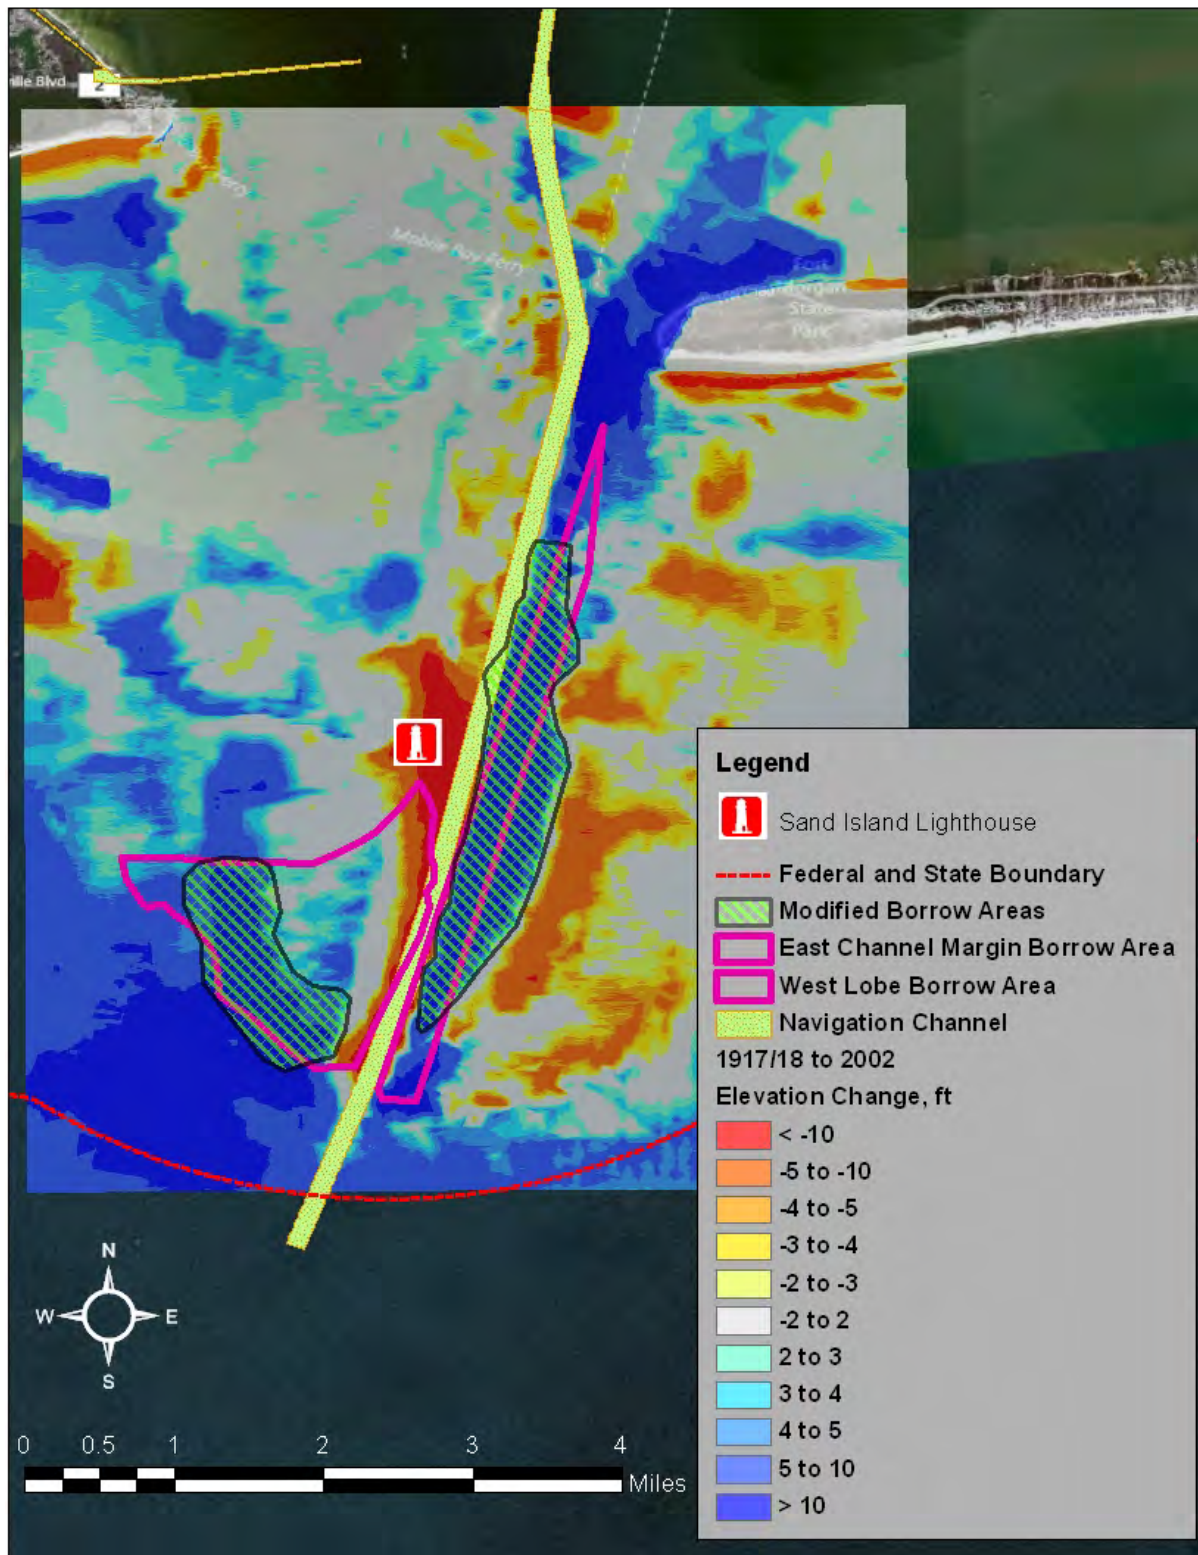 2
Mobile Bay Ferry
Fort
Morgan
State
Park
Legend
Sand Island Lighthouse
Federal and State Boundary
Modified Borrow Areas
East Channel Margin Borrow Area
West Lobe Borrow Area
Navigation Channel
1917/18 to 2002
Elevation Change, ft
< -10
-5 to -10
-4 to -5
-3 to -4
-2 to -3
-2 to 2
2 to 3
3 to 4
4 to 5
5 to 10
> 10
N
W E
S
0 0.5 1 2 3 4
Miles